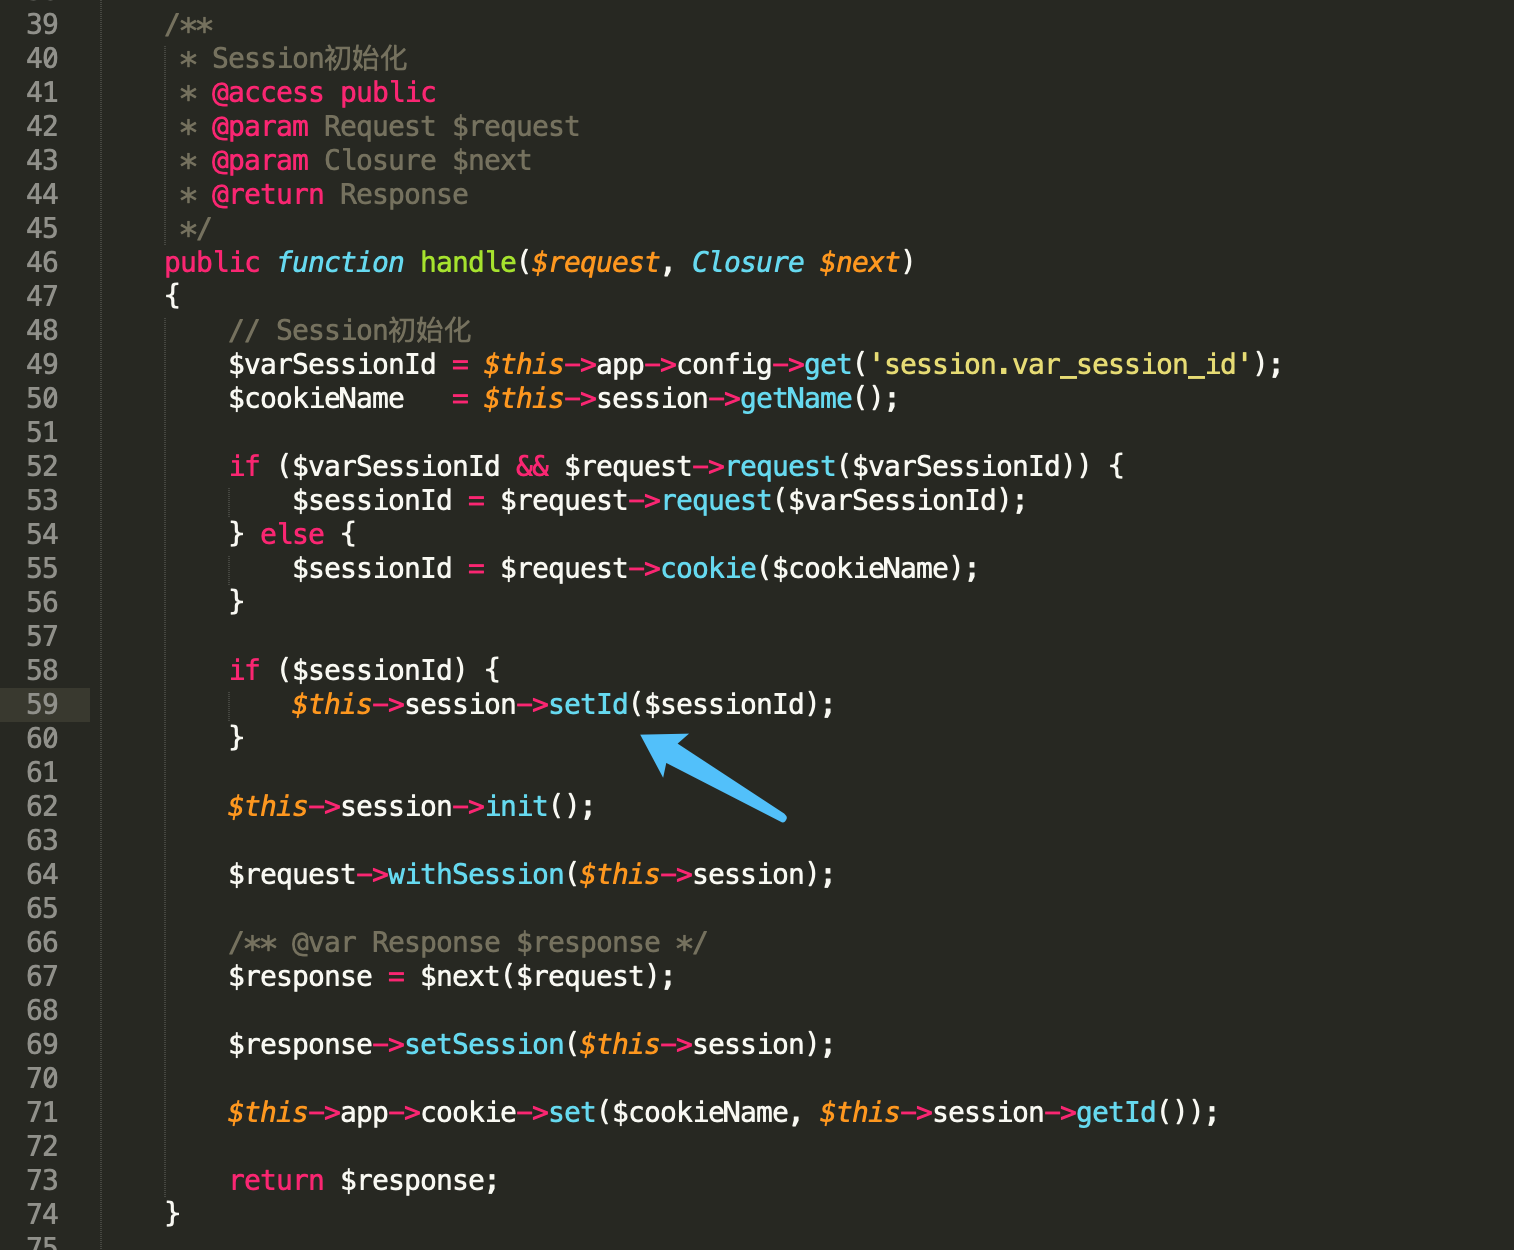 39 /**
40 * Session初始化
41 * @access public
42 * @param Request $request
43 * @param Closure $next
44 * @return Response
45 */
46 public function handle($request, Closure $next)
47 {
48 // Session初始化
49 $varSessionId = $this->app->config->get('session.var_session_id');
50 $cookieName   = $this->session->getName();
51
52 if ($varSessionId && $request->request($varSessionId)) {
53 $sessionId = $request->request($varSessionId);
54 } else {
55 $sessionId = $request->cookie($cookieName);
56 }
57
58 if ($sessionId) {
59 $this->session->setId($sessionId);
60 }
61
62 $this->session->init();
63
64 $request->withSession($this->session);
65
66 /** @var Response $response */
67 $response = $next($request);
68
69 $response->setSession($this->session);
70
71 $this->app->cookie->set($cookieName, $this->session->getId());
72
73 return $response;
74 }
75